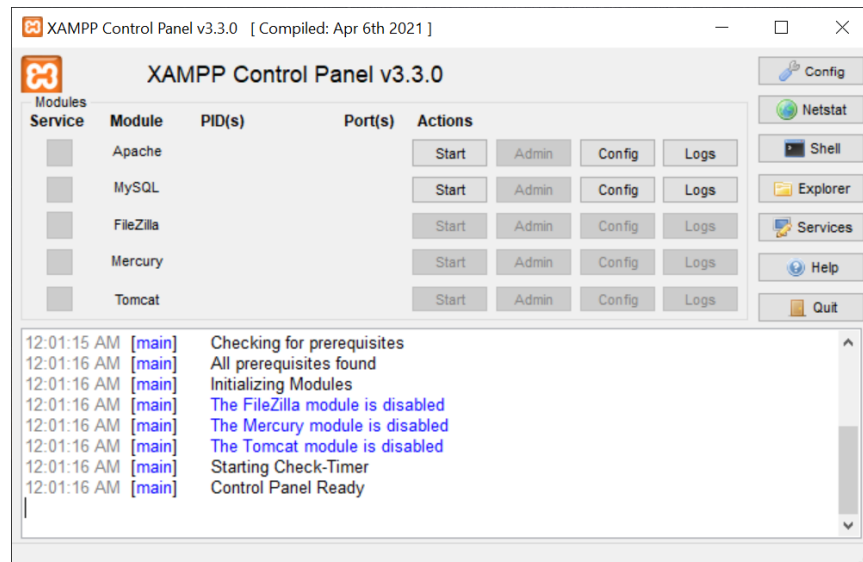 XAMPP Control Panel v3.3.0 [ Compiled: Apr 6th 2021 ]
XAMPP Control Panel v3.3.0
Config
Netstat
Shell
Explorer
Services
Help
Quit
Modules
Service Module PID(s) Port(s) Actions
Apache Start Admin Config Logs
MySQL Start Admin Config Logs
FileZilla Start Admin Config Logs
Mercury Start Admin Config Logs
Tomcat Start Admin Config Logs
12:01:15 AM [main] Checking for prerequisites
12:01:16 AM [main] All prerequisites found
12:01:16 AM [main] Initializing Modules
12:01:16 AM [main] The FileZilla module is disabled
12:01:16 AM [main] The Mercury module is disabled
12:01:16 AM [main] The Tomcat module is disabled
12:01:16 AM [main] Starting Check-Timer
12:01:16 AM [main] Control Panel Ready